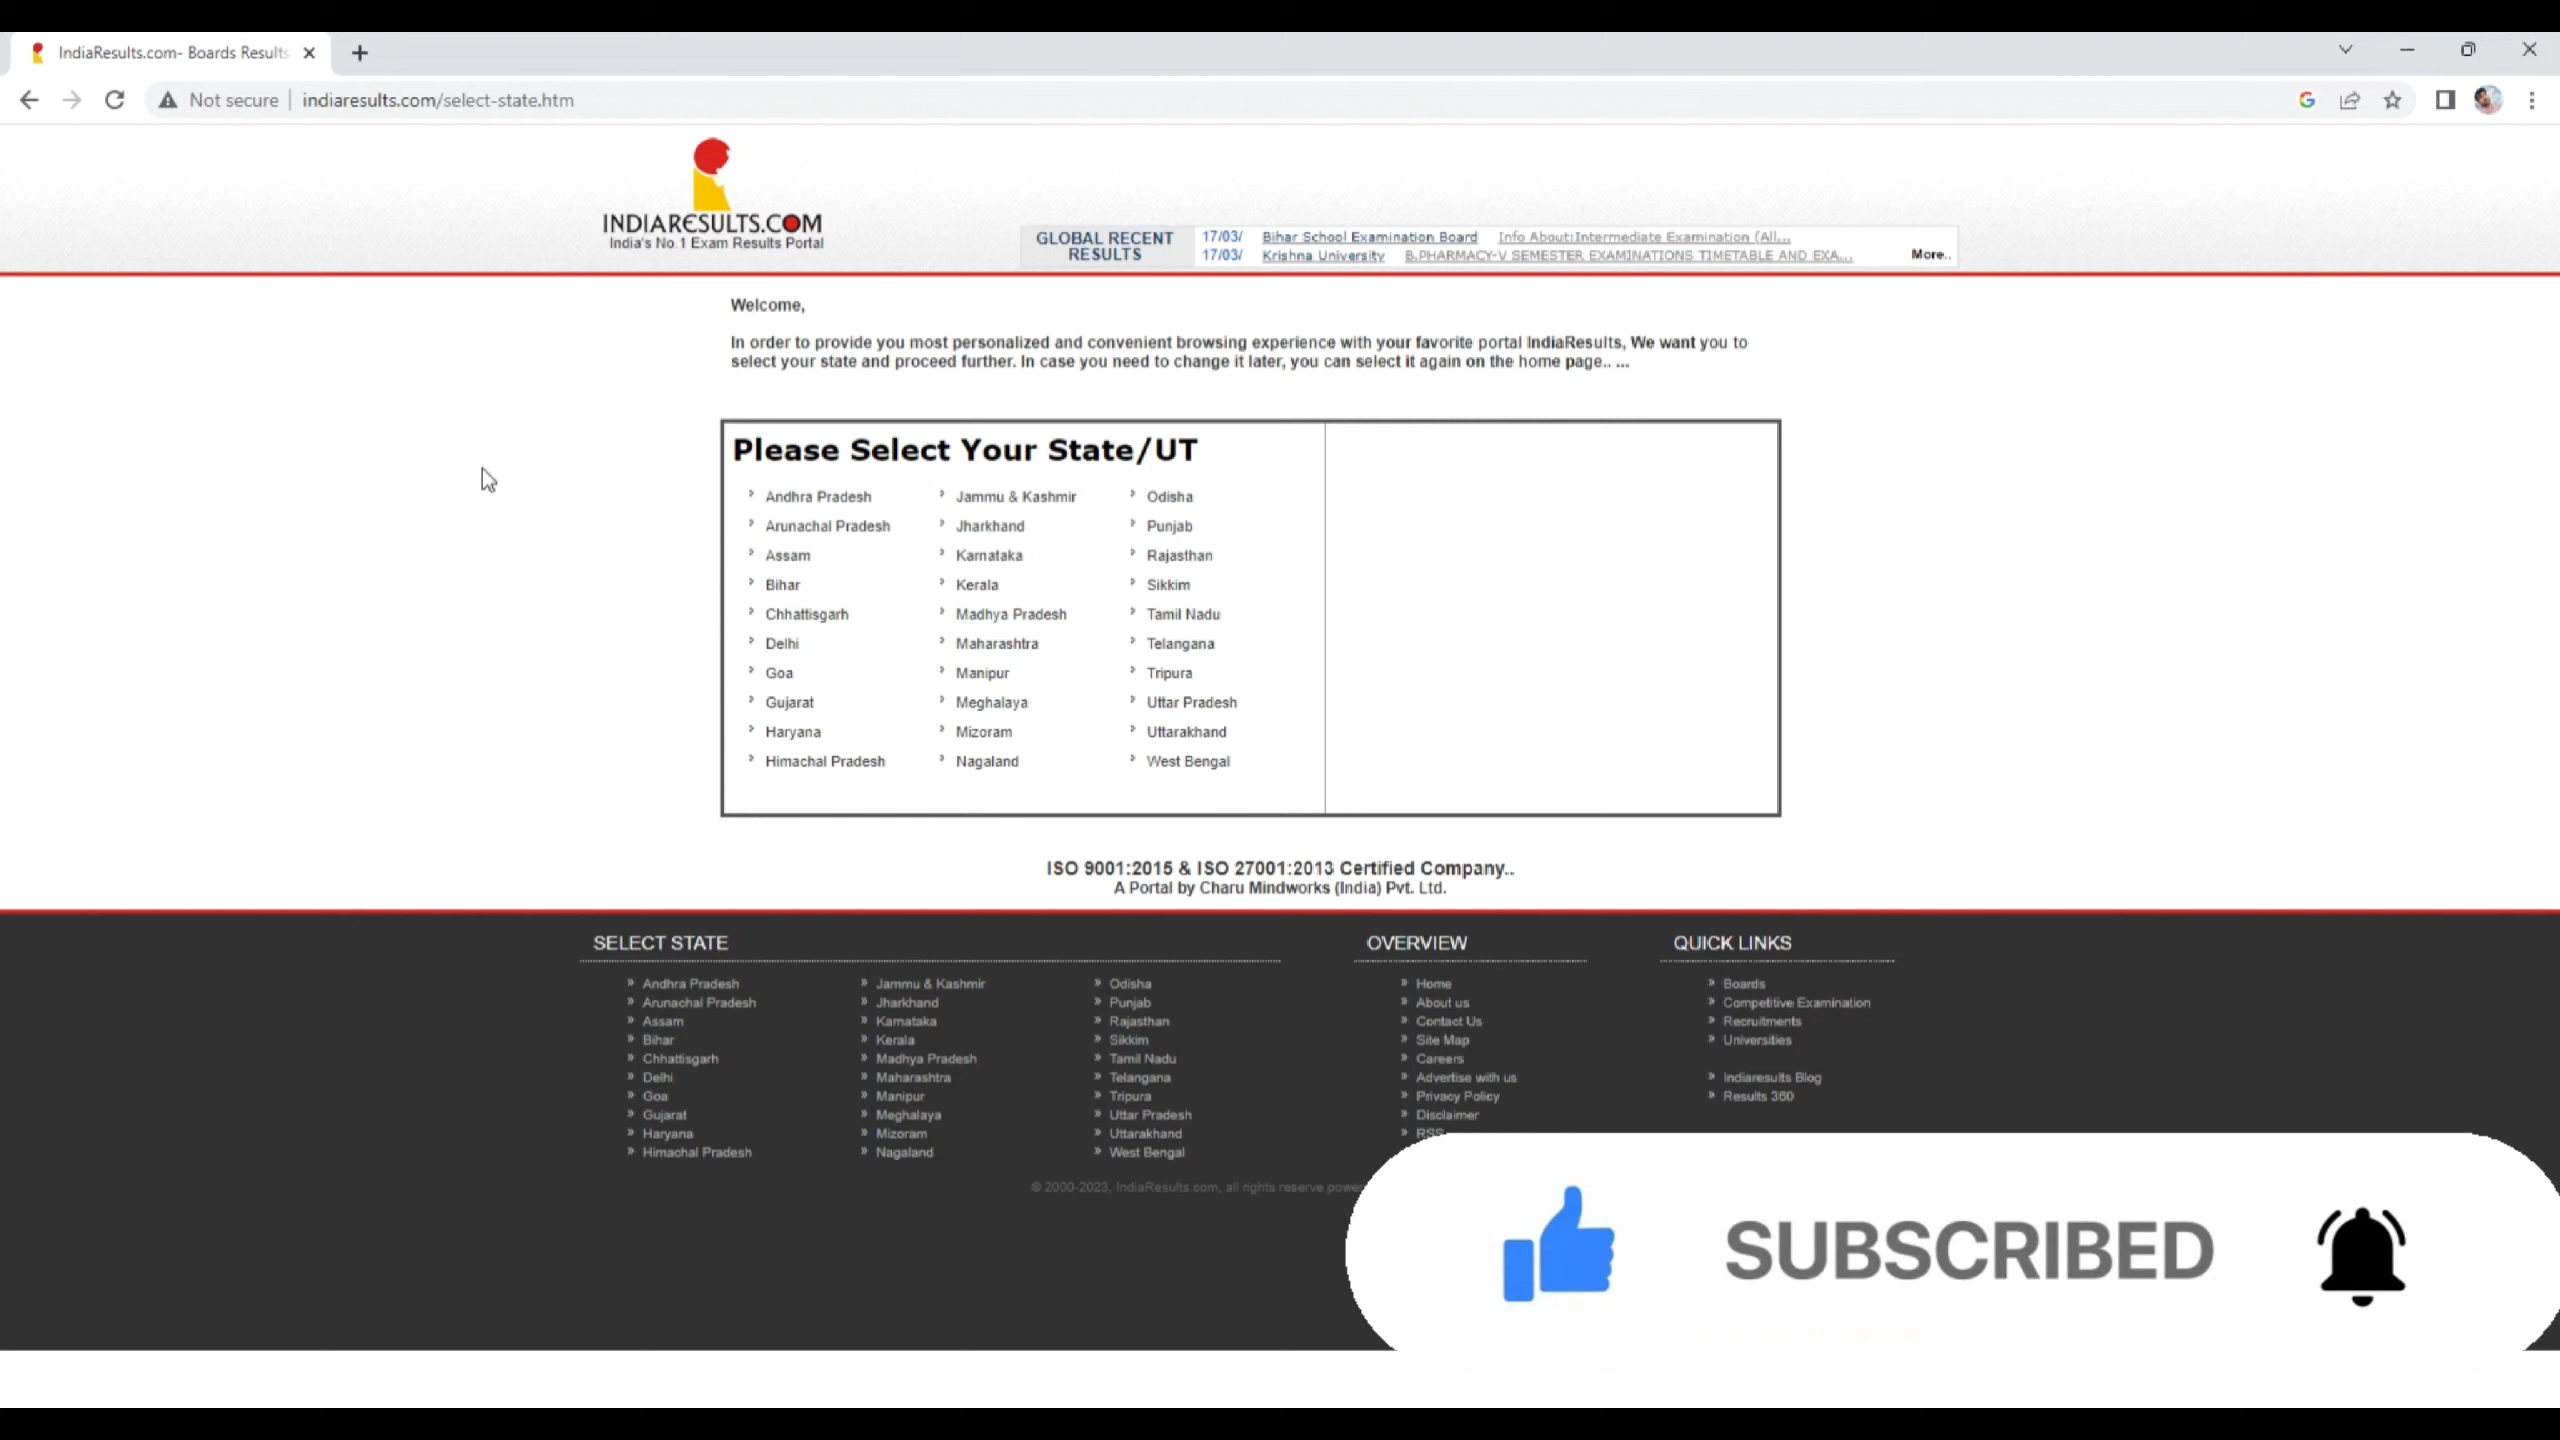 IndiaResults.com- Boards Results
Not secure
indiaresults.com/select-state.htm
INDIARESULTS.COM
India's No.1 Exam Results Portal
GLOBAL RECENT RESULTS
17/03/ Bihar School Examination Board Info About:Intermediate Examination (All...
17/03/ Krishna University B.PHARMACY-V SEMESTER EXAMINATIONS TIMETABLE AND EXA...
More..
Welcome,
In order to provide you most personalized and convenient browsing experience with your favorite portal IndiaResults, We want you to
select your state and proceed further. In case you need to change it later, you can select it again on the home page.. ...
Please Select Your State/UT
Andhra Pradesh Jammu & Kashmir Odisha
Arunachal Pradesh Jharkhand Punjab
Assam Karnataka Rajasthan
Bihar Kerala Sikkim
Chhattisgarh Madhya Pradesh Tamil Nadu
Delhi Maharashtra Telangana
Goa Manipur Tripura
Gujarat Meghalaya Uttar Pradesh
Haryana Mizoram Uttarakhand
Himachal Pradesh Nagaland West Bengal
ISO 9001:2015 & ISO 27001:2013 Certified Company..
A Portal by Charu Mindworks (India) Pvt. Ltd.
SELECT STATE OVERVIEW QUICK LINKS
» Andhra Pradesh » Jammu & Kashmir » Odisha » Home » Boards
» Arunachal Pradesh » Jharkhand » Punjab » About us » Competitive Examination
» Assam » Karnataka » Rajasthan » Contact Us » Recruitments
» Bihar » Kerala » Sikkim » Site Map » Universities
» Chhattisgarh » Madhya Pradesh » Tamil Nadu » Careers
» Delhi » Maharashtra » Telangana » Advertise with us » Indiaresults Blog
» Goa » Manipur » Tripura » Privacy Policy » Results 360
» Gujarat » Meghalaya » Uttar Pradesh » Disclaimer
» Haryana » Mizoram » Uttarakhand » RSS
» Himachal Pradesh » Nagaland » West Bengal
© 2000-2023, IndiaResults.com, all rights reserve
SUBSCRIBED